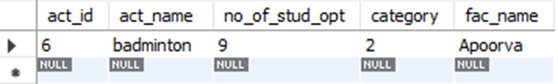 act_id act_name no_of_stud_opt category fac_name
6 badminton 9 2 Apoorva
NULL NULL NULL NULL NULL